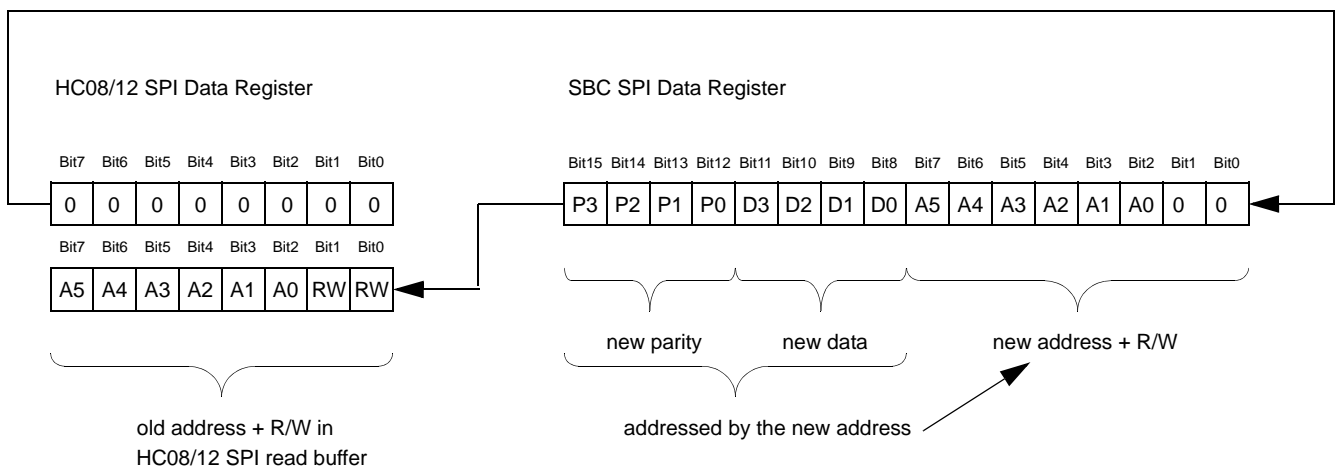 HC08/12 SPI Data Register
SBC SPI Data Register
Bit7 Bit6 Bit5 Bit4 Bit3 Bit2 Bit1 Bit0
Bit15 Bit14 Bit13 Bit12 Bit11 Bit10 Bit9 Bit8 Bit7 Bit6 Bit5 Bit4 Bit3 Bit2 Bit1 Bit0
0 0 0 0 0 0 0 0
P3 P2 P1 P0 D3 D2 D1 D0 A5 A4 A3 A2 A1 A0 0 0
Bit7 Bit6 Bit5 Bit4 Bit3 Bit2 Bit1 Bit0
A5 A4 A3 A2 A1 A0 RW RW
new parity
new data
new address + R/W
old address + R/W in
HC08/12 SPI read buffer
addressed by the new address